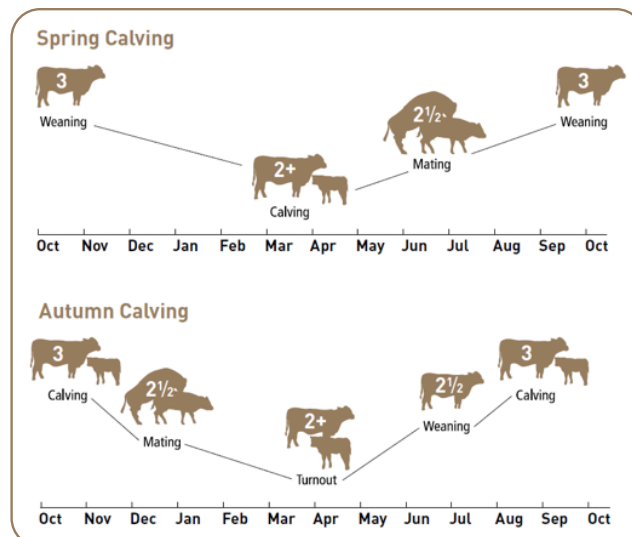 Spring Calving
3
Weaning
2+
Calving
2½
Mating
3
Weaning
Oct Nov Dec Jan Feb Mar Apr May Jun Jul Aug Sep Oct
Autumn Calving
3
Calving
2½
Mating
2+
Turnout
2½
Weaning
3
Calving
Oct Nov Dec Jan Feb Mar Apr May Jun Jul Aug Sep Oct